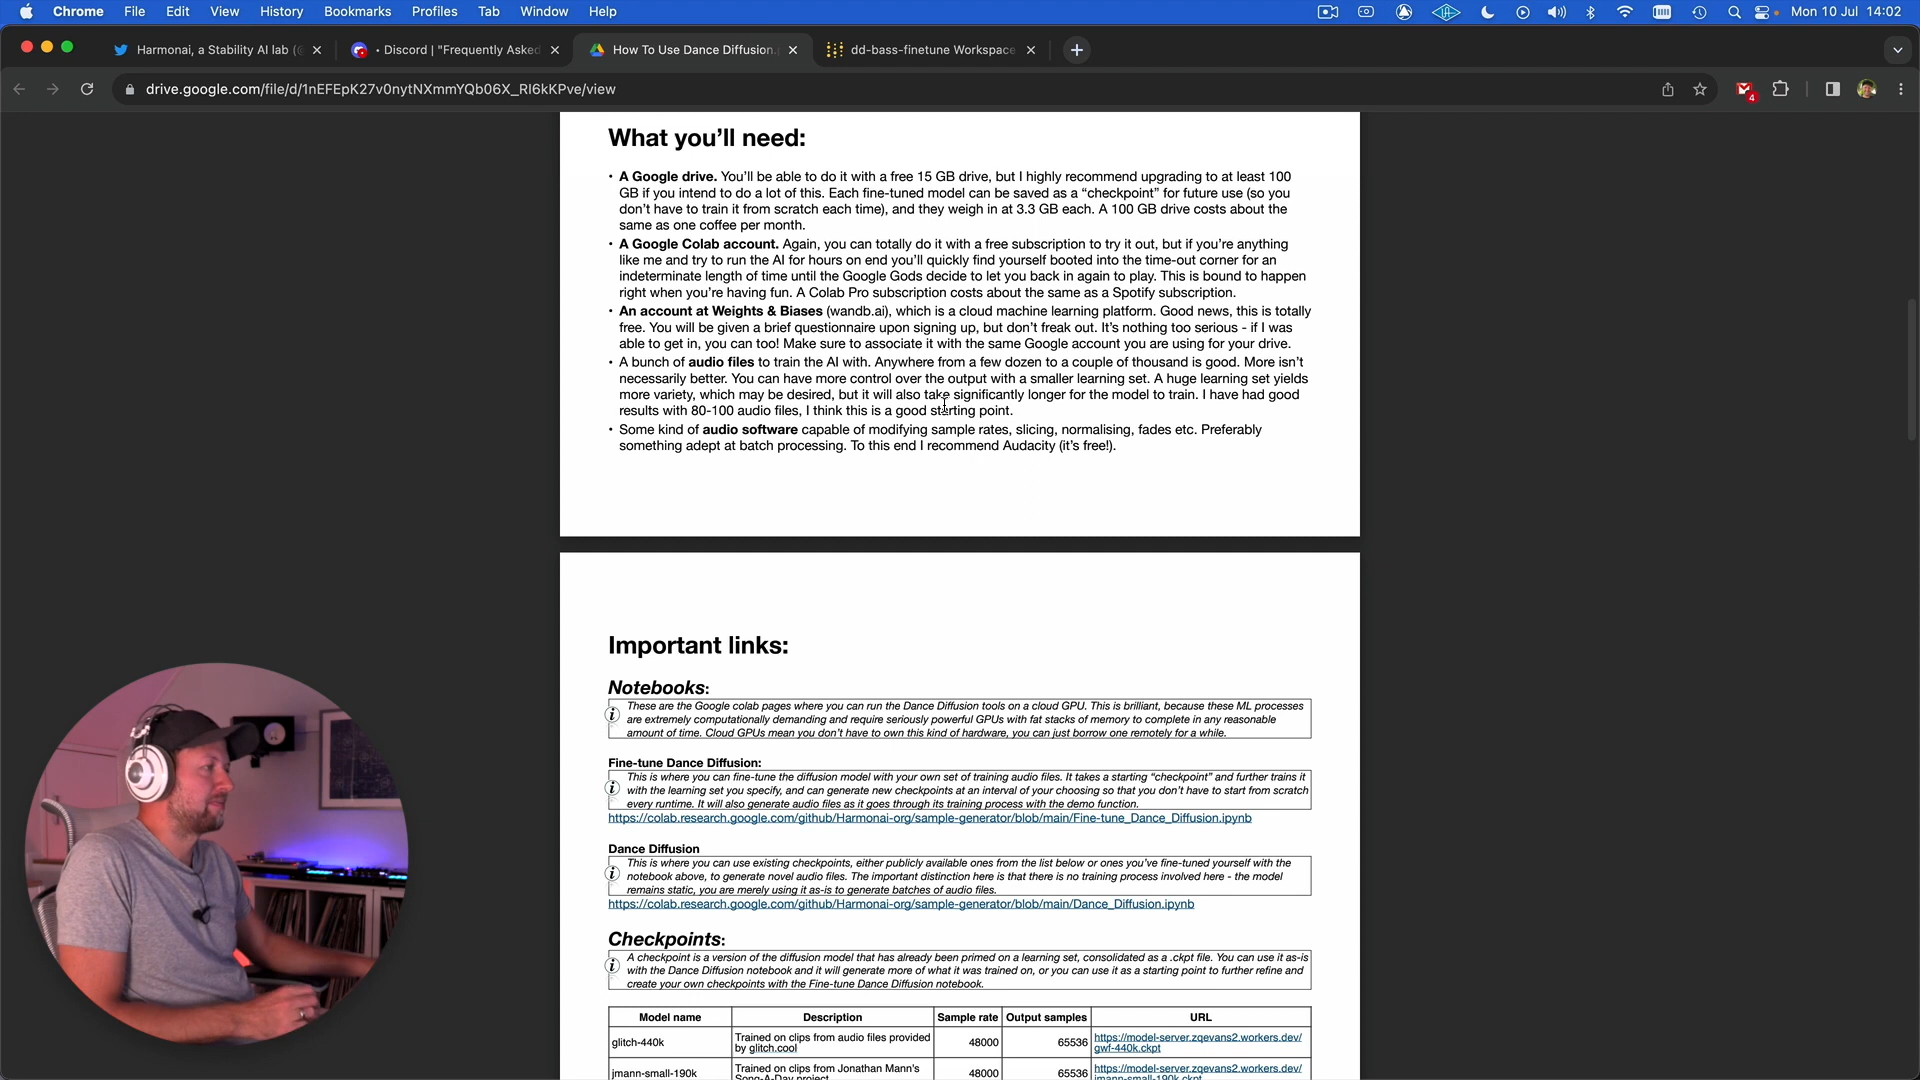 Chrome File Edit View History Bookmarks Profiles Tab Window Help Mon 10 Jul 14:02
Harmonai, a Stability AI lab (@ · Discord | "Frequently Asked How To Use Dance Diffusion. dd-bass-finetune Workspace
drive.google.com/file/d/1nEFEpK27v0nytNXmmYQb06X_RI6kKPve/view
4
What you’ll need:
• A Google drive. You’ll be able to do it with a free 15 GB drive, but I highly recommend upgrading to at least 100
GB if you intend to do a lot of this. Each fine-tuned model can be saved as a “checkpoint” for future use (so you
don’t have to train it from scratch each time), and they weigh in at 3.3 GB each. A 100 GB drive costs about the
same as one coffee per month.
• A Google Colab account. Again, you can totally do it with a free subscription to try it out, but if you’re anything
like me and try to run the AI for hours on end you’ll quickly find yourself booted into the time-out corner for an
indeterminate length of time until the Google Gods decide to let you back in again to play. This is bound to happen
right when you’re having fun. A Colab Pro subscription costs about the same as a Spotify subscription.
• An account at Weights & Biases (wandb.ai), which is a cloud machine learning platform. Good news, this is totally
free. You will be given a brief questionnaire upon signing up, but don’t freak out. It’s nothing too serious - if I was
able to get in, you can too! Make sure to associate it with the same Google account you are using for your drive.
• A bunch of audio files to train the AI with. Anywhere from a few dozen to a couple of thousand is good. More isn’t
necessarily better. You can have more control over the output with a smaller learning set. A huge learning set yields
more variety, which may be desired, but it will also take significantly longer for the model to train. I have had good
results with 80-100 audio files, I think this is a good starting point.
• Some kind of audio software capable of modifying sample rates, slicing, normalising, fades etc. Preferably
something adept at batch processing. To this end I recommend Audacity (it’s free!).
Important links:
Notebooks:
These are the Google colab pages where you can run the Dance Diffusion tools on a cloud GPU. This is brilliant, because these ML processes
are extremely computationally demanding and require seriously powerful GPUs with fat stacks of memory to complete in any reasonable
amount of time. Cloud GPUs mean you don’t have to own this kind of hardware, you can just borrow one remotely for a while.
Fine-tune Dance Diffusion:
This is where you can fine-tune the diffusion model with your own set of training audio files. It takes a starting “checkpoint” and further trains it
with the learning set you specify, and can generate new checkpoints at an interval of your choosing so that you don’t have to start from scratch
every runtime. It will also generate audio files as it goes through its training process with the demo function.
https://colab.research.google.com/github/Harmonai-org/sample-generator/blob/main/Fine-tune_Dance_Diffusion.ipynb
Dance Diffusion
This is where you can use existing checkpoints, either publicly available ones from the list below or ones you’ve fine-tuned yourself with the
notebook above, to generate novel audio files. The important distinction here is that there is no training process involved here - the model
remains static, you are merely using it as-is to generate batches of audio files.
https://colab.research.google.com/github/Harmonai-org/sample-generator/blob/main/Dance_Diffusion.ipynb
Checkpoints:
A checkpoint is a version of the diffusion model that has already been primed on a learning set, consolidated as a .ckpt file. You can use it as-is
with the Dance Diffusion notebook and it will generate more of what it was trained on, or you can use it as a starting point to further refine and
create your own checkpoints with the Fine-tune Dance Diffusion notebook.
Model name Description Sample rate Output samples URL
glitch-440k Trained on clips from audio files provided by glitch.cool 48000 65536 https://model-server.zqevans2.workers.dev/gwf-440k.ckpt
jmann-small-190k Trained on clips from Jonathan Mann's Song-A-Day project 48000 65536 https://model-server.zqevans2.workers.dev/jmann-small-190k.ckpt